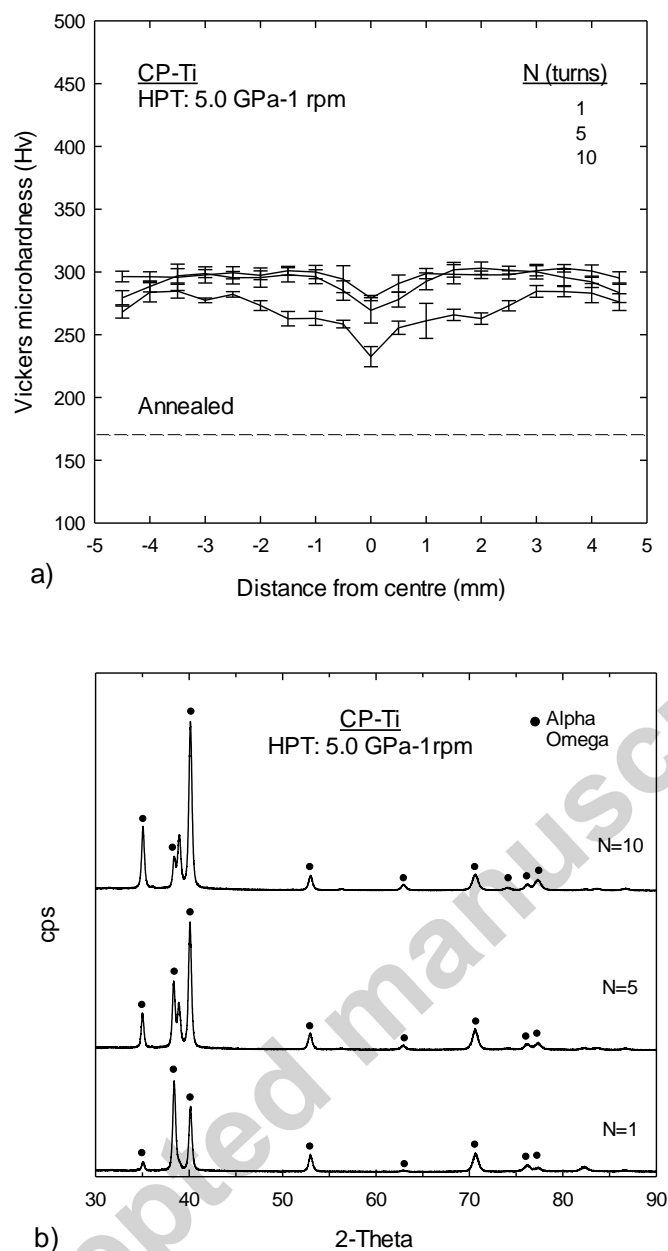 500
450
400
350
300
250
200
150
100
Vickers microhardness (Hv)
CP-Ti
HPT: 5.0 GPa-1 rpm
N (turns)
1
5
10
Annealed
-5 -4 -3 -2 -1 0 1 2 3 4 5
a)
Distance from centre (mm)
CP-Ti
HPT: 5.0 GPa-1rpm
Alpha
Omega
N=10
N=5
N=1
cps
30 40 50 60 70 80 90
b)
2-Theta